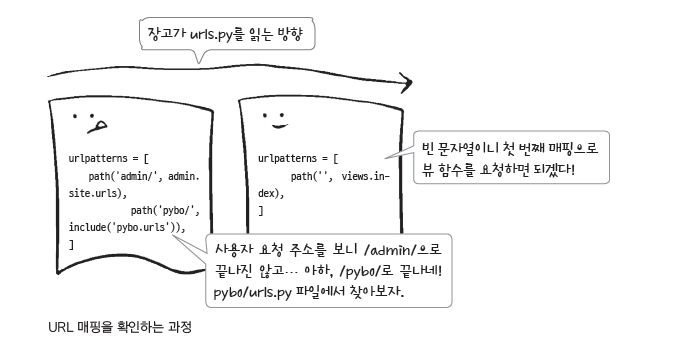 장고가 urls.py를 읽는 방향
urlpatterns = [
path('admin/', admin.
site.urls),
path('pybo/',
include('pybo.urls')),
]
urlpatterns = [
path('', views.in-
dex),
]
빈 문자열이니 첫 번째 매핑으로
뷰 함수를 요청하면 되겠다!
사용자 요청 주소를 보니 /admin/으로
끝나진 않고… 아하, /pybo/로 끝나네!
pybo/urls.py 파일에서 찾아보자.
URL 매핑을 확인하는 과정